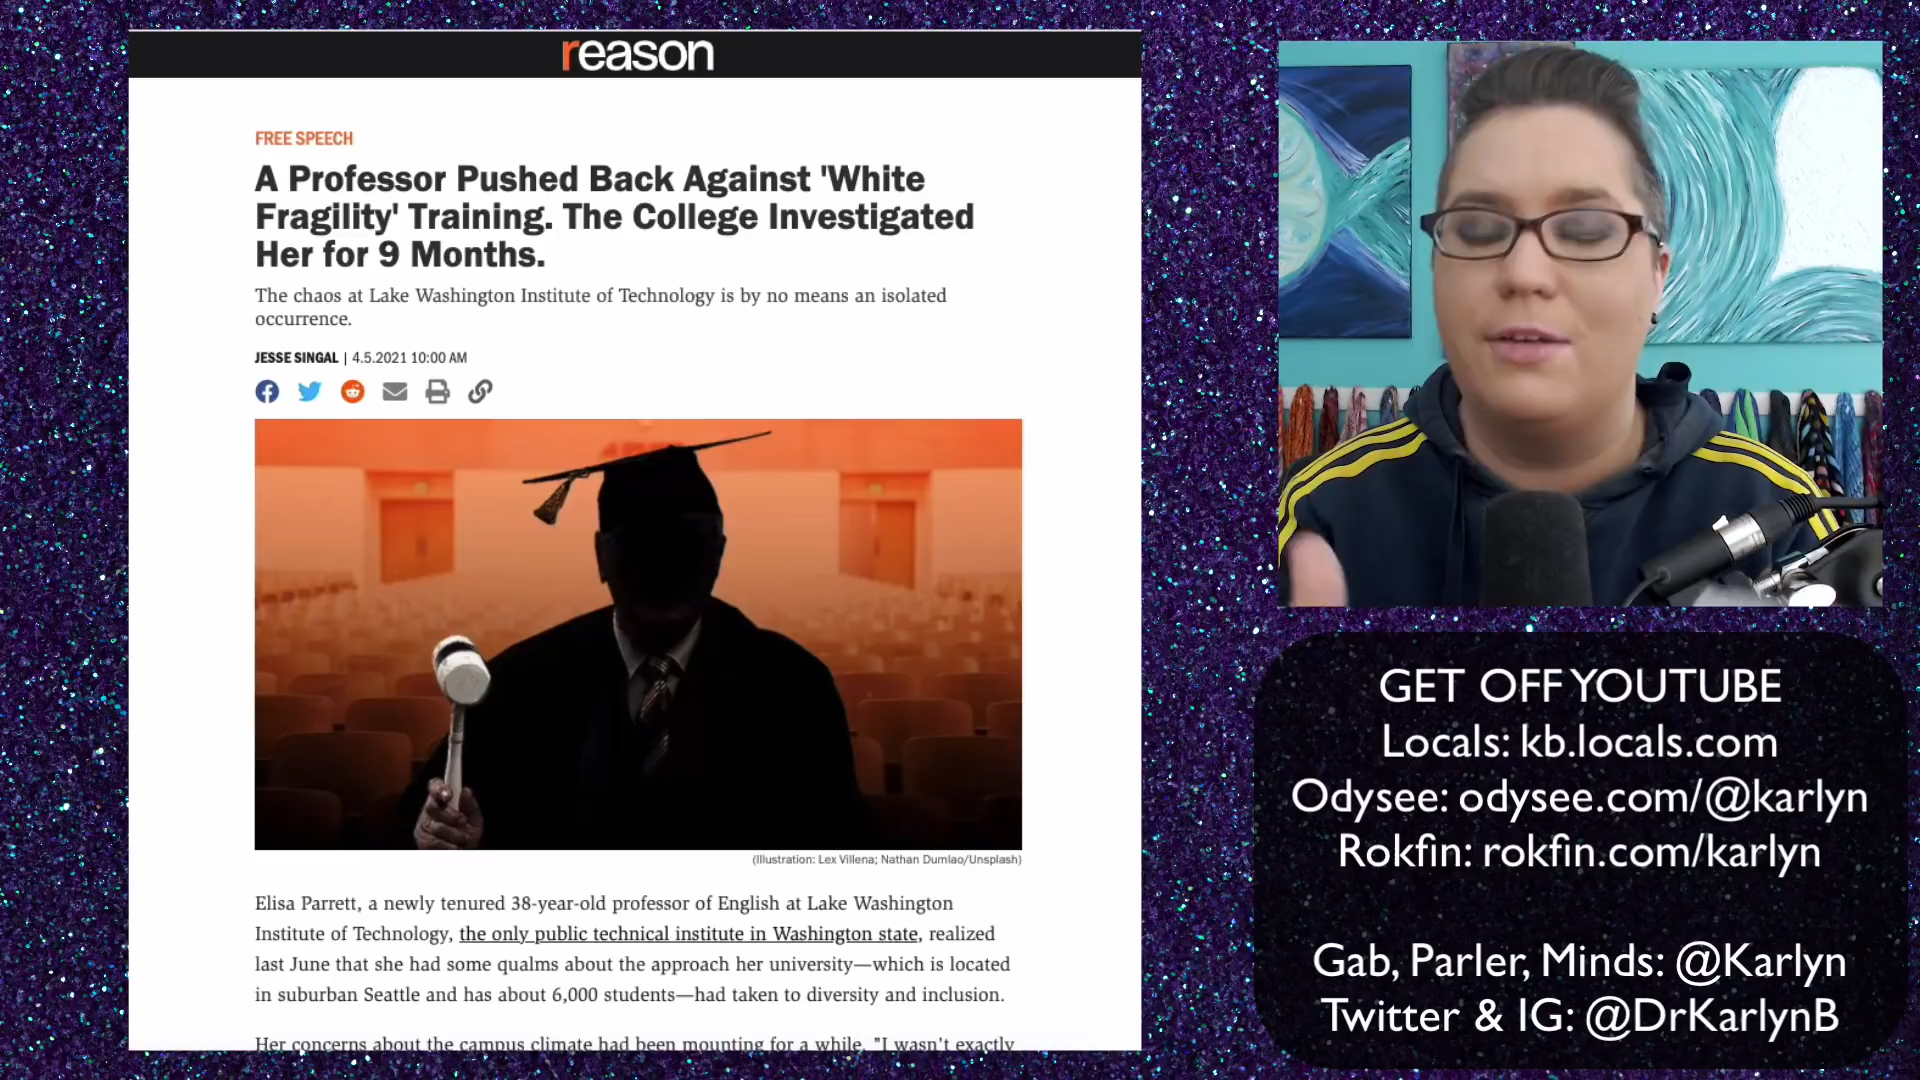 reason
FREE SPEECH
A Professor Pushed Back Against 'White
Fragility' Training. The College Investigated
Her for 9 Months.
The chaos at Lake Washington Institute of Technology is by no means an isolated
occurrence.
JESSE SINGAL | 4.5.2021 10:00 AM
(Illustration: Lex Villena; Nathan Dumlao/Unsplash)
Elisa Parrett, a newly tenured 38-year-old professor of English at Lake Washington
Institute of Technology, the only public technical institute in Washington state, realized
last June that she had some qualms about the approach her university—which is located
in suburban Seattle and has about 6,000 students—had taken to diversity and inclusion.
Her concerns about the campus climate had been mounting for a while. "I wasn't exactly
GET OFF YOUTUBE
Locals: kb.locals.com
Odysee: odysee.com/@karlyn
Rokfin: rokfin.com/karlyn
Gab, Parler, Minds: @Karlyn
Twitter & IG: @DrKarlynB